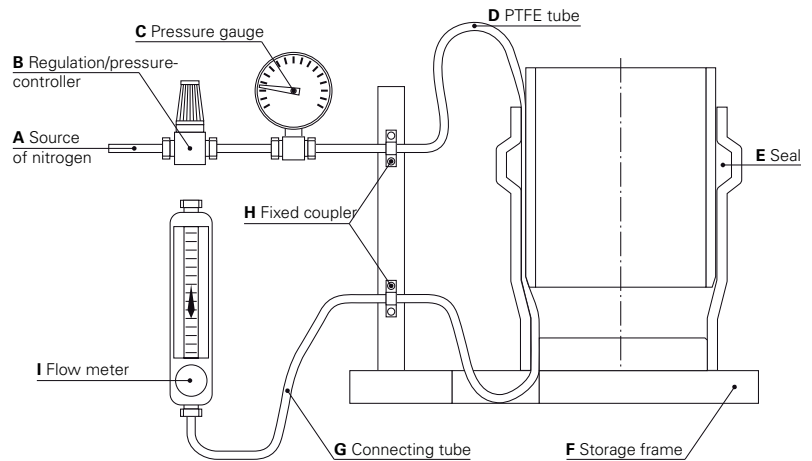 D PTFE tube
C Pressure gauge
B Regulation/pressure-
controller
A Source
of nitrogen
E Seal
H Fixed coupler
I Flow meter
G Connecting tube
F Storage frame